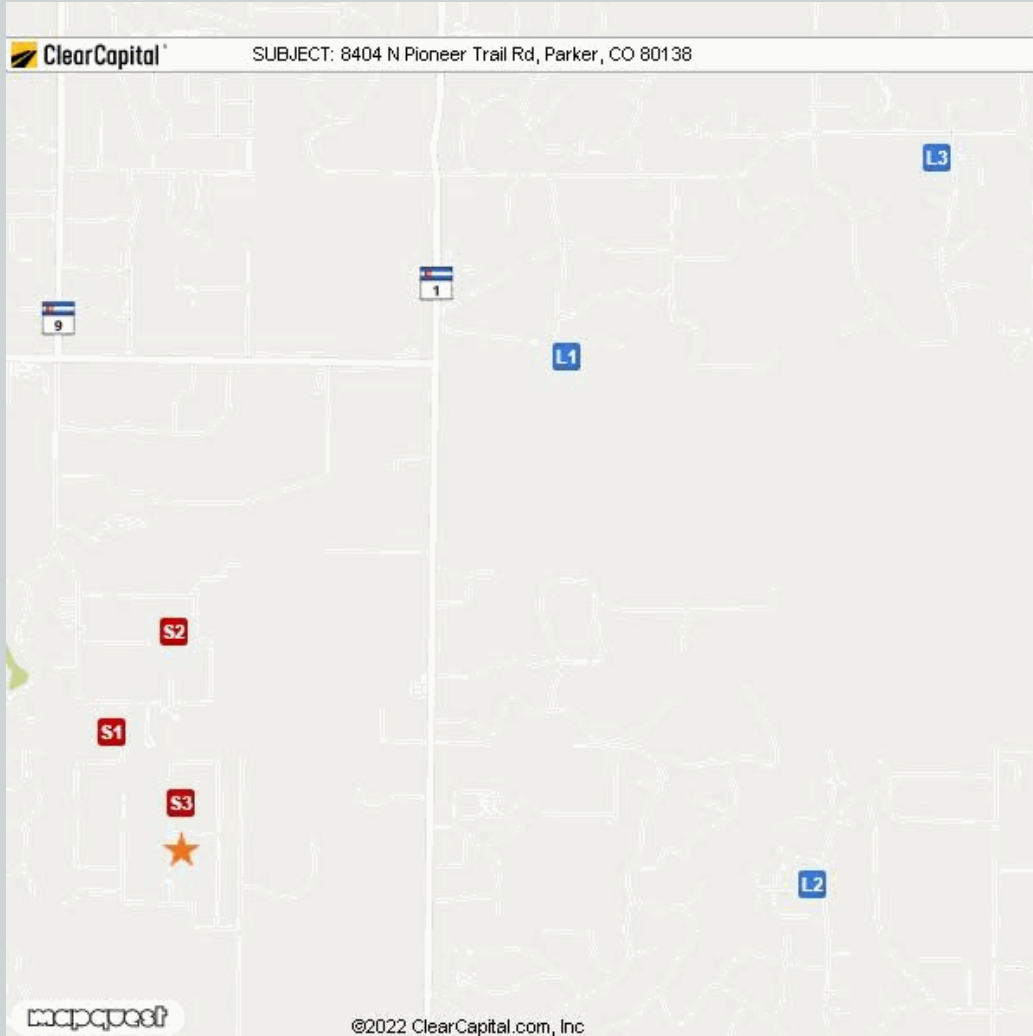 ClearCapital SUBJECT: 8404 N Pioneer Trail Rd, Parker, CO 80138
L3
1
9
L1
S2
S1
S3
L2
mapquest
©2022 ClearCapital.com, Inc